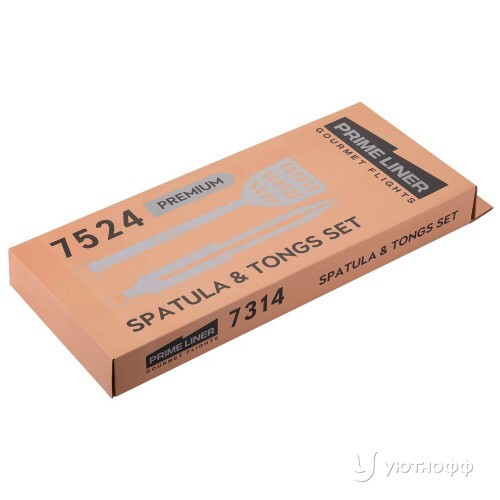 PRIME LINER
GOURMET FLIGHTS
7524
PREMIUM
SPATULA & TONGS SET
PRIME LINER
GOURMET FLIGHTS
7314
SPATULA & TONGS SET
уютнофф